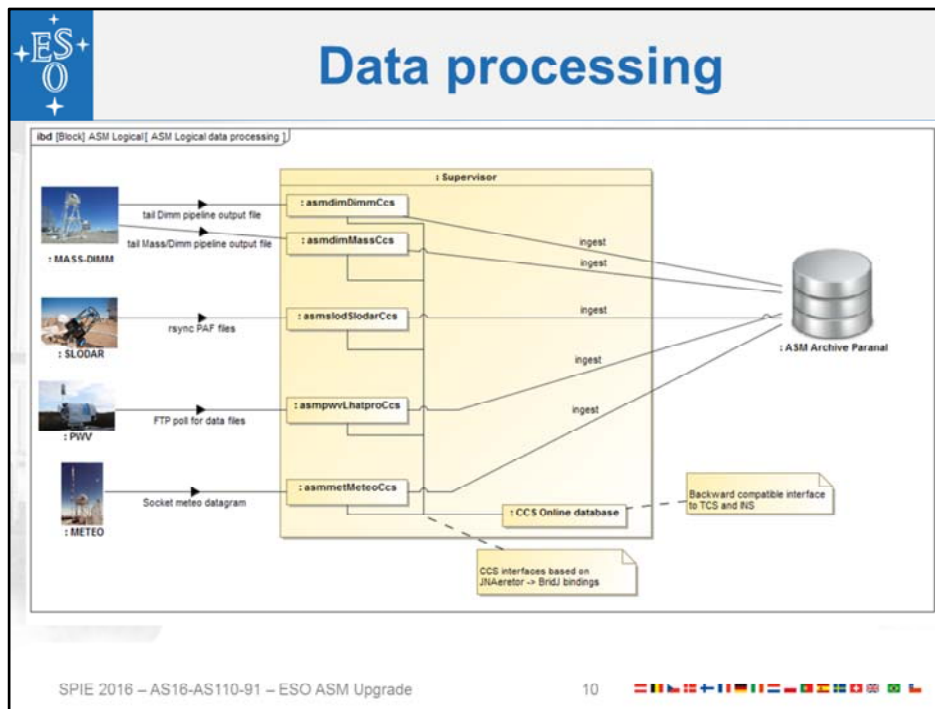 ESO
Data processing
ibd [Block] ASM Logical[ ASM Logical data processing ]
: Supervisor
: MASS-DIMM
tail Dimm pipeline output file
tail Mass/Dimm pipeline output file
: asmdimDimmCcs
: asmdimMassCcs
ingest
ingest
: SLODAR
rsync PAF files
: asmslodSlodarCcs
ingest
: ASM Archive Paranal
: PWV
FTP poll for data files
: asmpwvLhatproCcs
ingest
ingest
: METEO
Socket meteo datagram
: asmmetMeteoCcs
: CCS Online database
Backward compatible interface
to TCS and INS
CCS interfaces based on
JNAeretor -> BridJ bindings
SPIE 2016 – AS16-AS110-91 – ESO ASM Upgrade
10